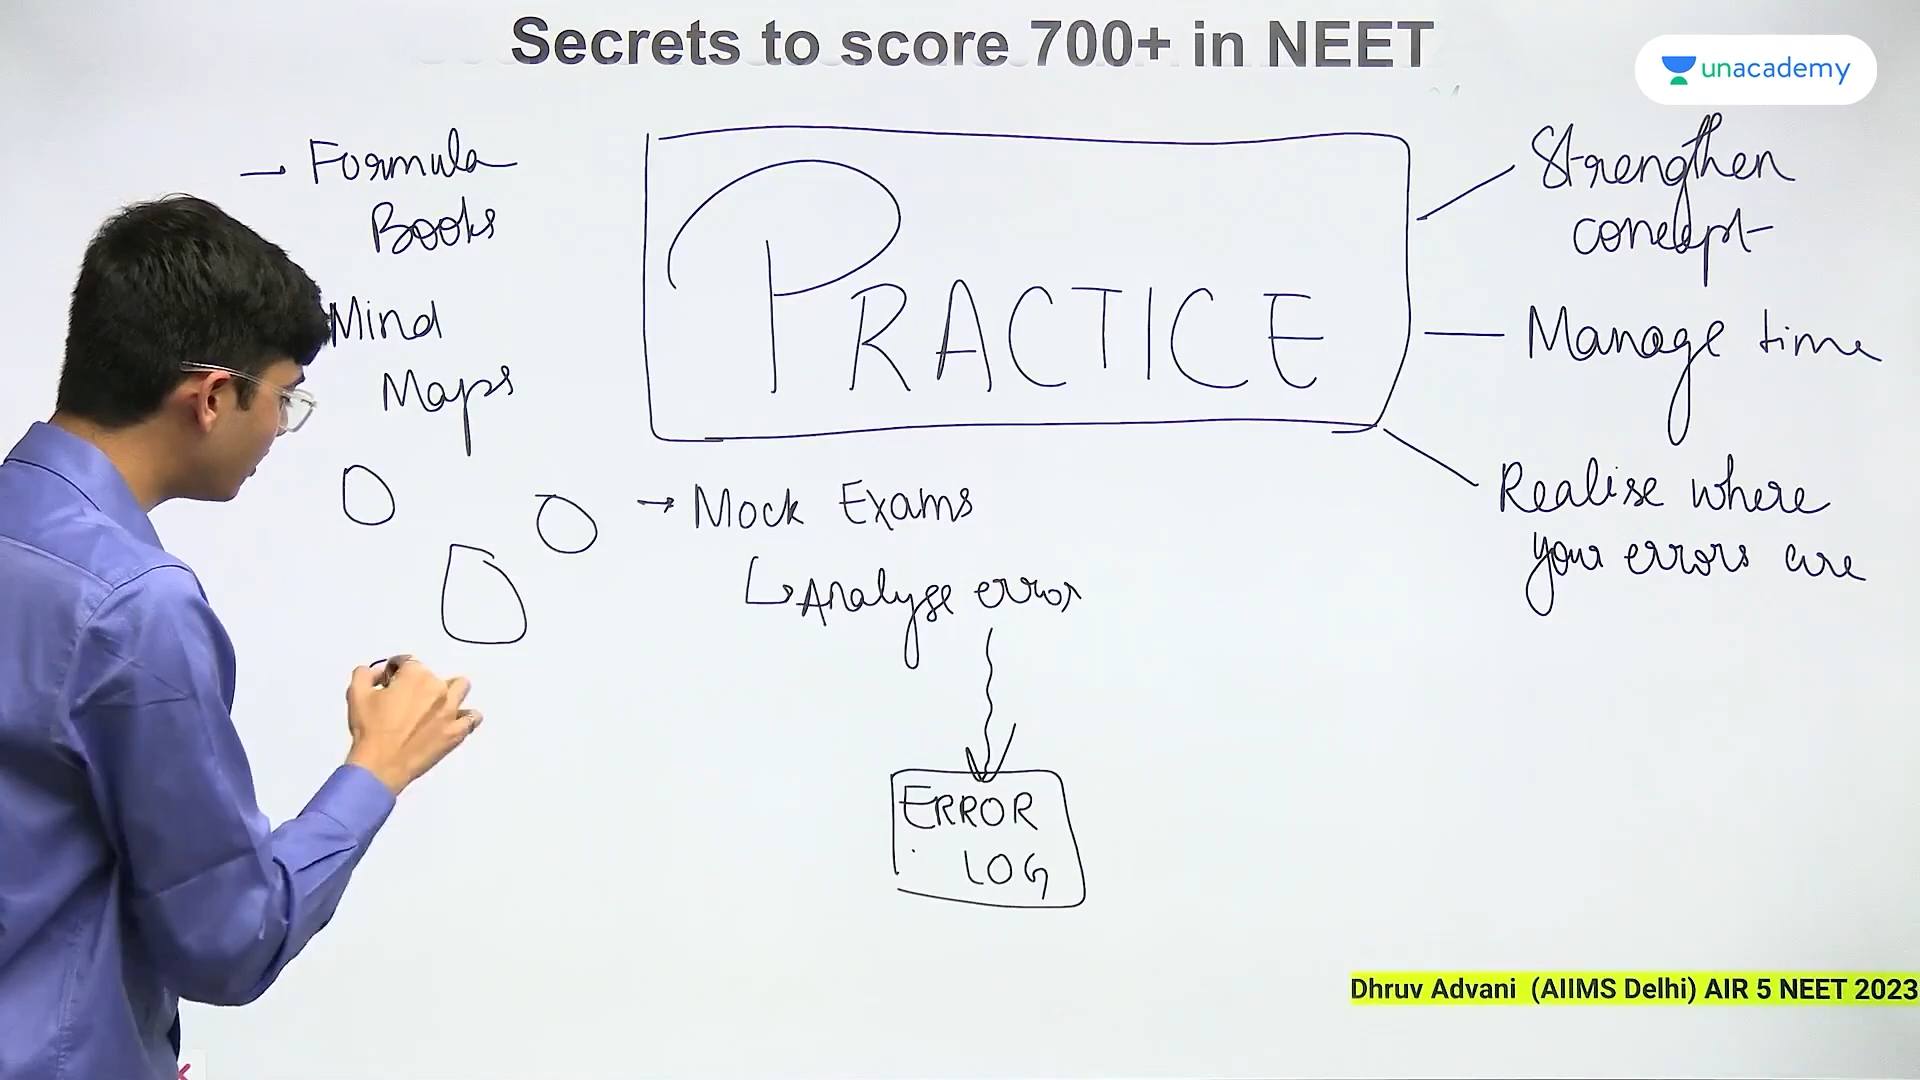 Secrets to score 700+ in NEET
unacademy
→ Formula
Books
Mind
Maps
PRACTICE
Strengthen
concept
Manage time
Realise where
your errors are
→ Mock Exams
↳ Analyse error
ERROR
LOG
Dhruv Advani (AIIMS Delhi) AIR 5 NEET 2023